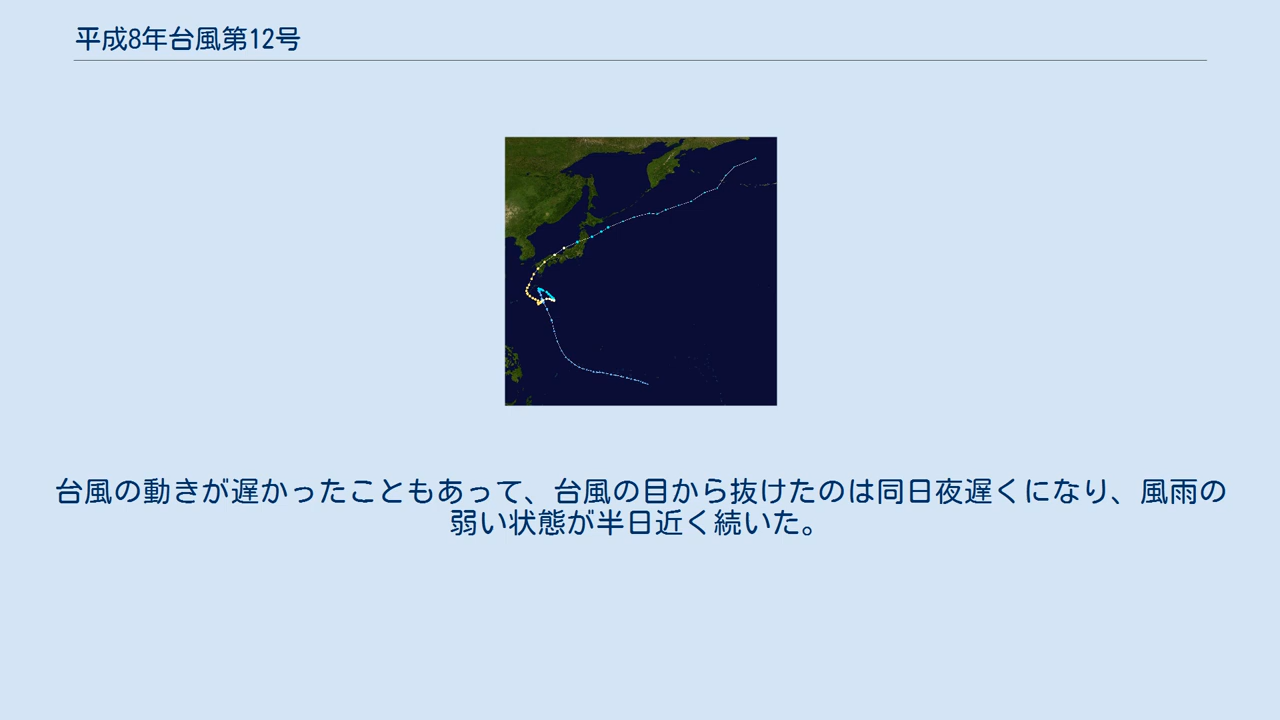 平成8年台風第12号
台風の動きが遅かったこともあって、台風の目から抜けたのは同日夜遅くになり、風雨の
弱い状態が半日近く続いた。